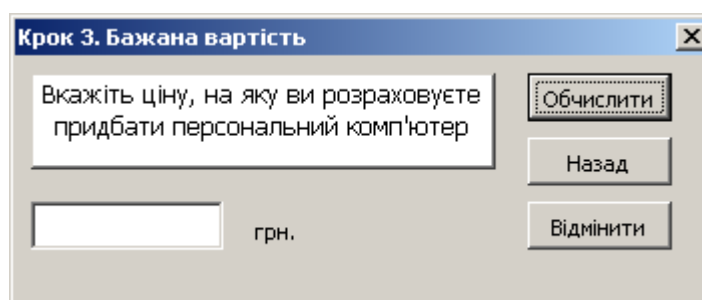 Крок 3. Бажана вартість
Вкажіть ціну, на яку ви розраховуєте
придбати персональний комп'ютер
Обчислити
Назад
грн.
Відмінити